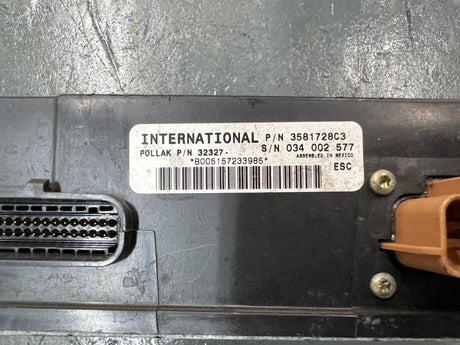 INTERNATIONAL P/N 3581728C3
POLLAK P/N 32327- S/N 034 002 577
*B005157233985* ASSEMBLED IN MEXICO
ESC